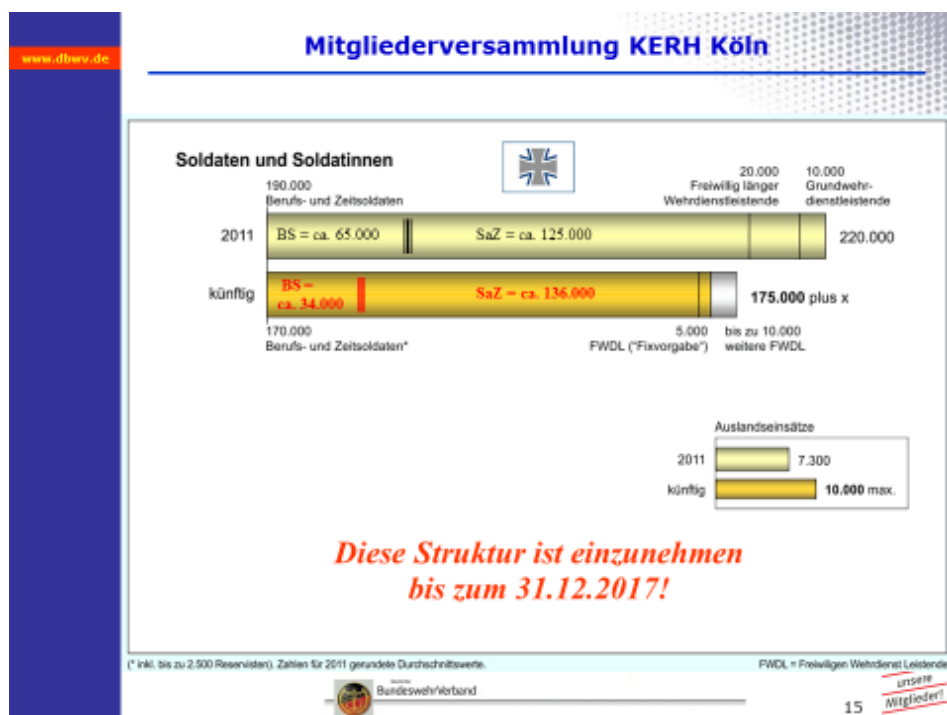 Mitgliederversammlung KERH Köln
www.dbwv.de
Soldaten und Soldatinnen
190.000
Berufs- und Zeitsoldaten
20.000
Freiwillig länger
Wehrdienstleistende
10.000
Grundwehr-
dienstleistende
2011
BS = ca. 65.000
SaZ = ca. 125.000
220.000
künftig
BS =
ca. 34.000
SaZ = ca. 136.000
175.000 plus x
170.000
Berufs- und Zeitsoldaten*
5.000
FWDL ("Fixvorgabe")
bis zu 10.000
weitere FWDL
Auslandseinsätze
2011
7.300
künftig
10.000 max.
Diese Struktur ist einzunehmen
bis zum 31.12.2017!
(* inkl. bis zu 2.500 Reservisten). Zahlen für 2011 gerundete Durchschnittswerte.
FWDL = Freiwilligen Wehrdienst Leistende
BundeswehrVerband
15
unsere
Mitglieder!